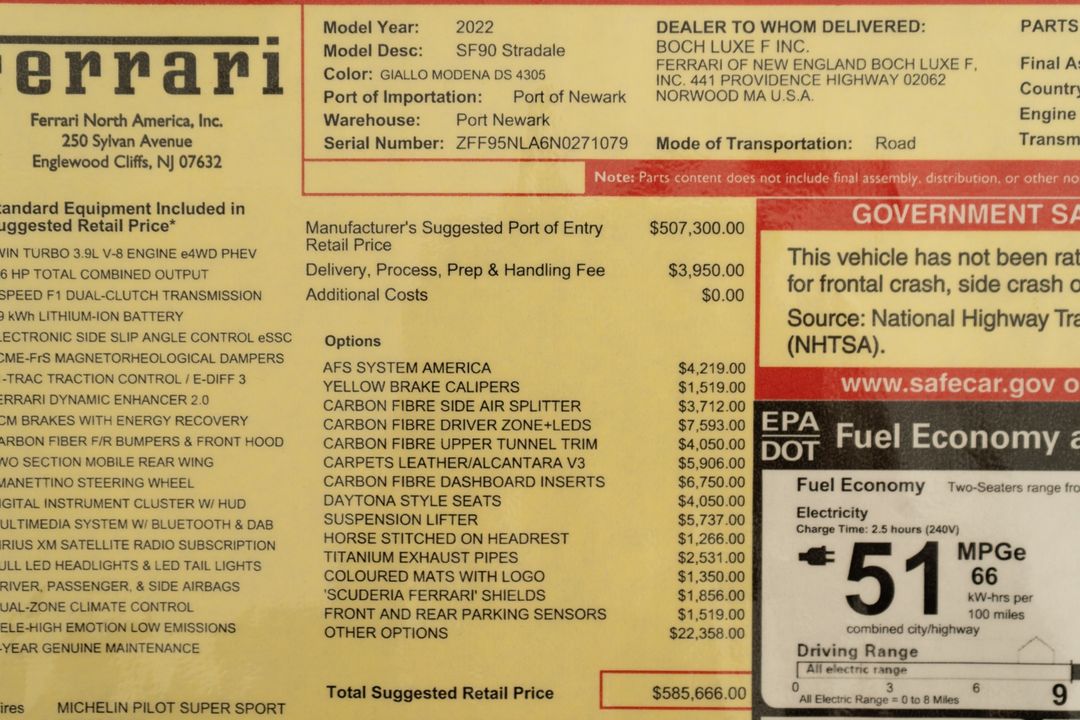 Ferrari
Ferrari North America, Inc.
250 Sylvan Avenue
Englewood Cliffs, NJ 07632
Model Year: 2022
Model Desc: SF90 Stradale
Color: GIALLO MODENA DS 4305
Port of Importation: Port of Newark
Warehouse: Port Newark
Serial Number: ZFF95NLA6N0271079
DEALER TO WHOM DELIVERED:
BOCH LUXE F INC.
FERRARI OF NEW ENGLAND BOCH LUXE F,
INC. 441 PROVIDENCE HIGHWAY 02062
NORWOOD MA U.S.A.
Mode of Transportation: Road
PARTS
Final As
Country
Engine
Transm
Note: Parts content does not include final assembly, distribution, or other no
tandard Equipment Included in
uggested Retail Price*
WIN TURBO 3.9L V-8 ENGINE e4WD PHEV
6 HP TOTAL COMBINED OUTPUT
SPEED F1 DUAL-CLUTCH TRANSMISSION
9 kWh LITHIUM-ION BATTERY
LECTRONIC SIDE SLIP ANGLE CONTROL eSSC
CME-FrS MAGNETORHEOLOGICAL DAMPERS
-TRAC TRACTION CONTROL / E-DIFF 3
ERRARI DYNAMIC ENHANCER 2.0
CM BRAKES WITH ENERGY RECOVERY
ARBON FIBER F/R BUMPERS & FRONT HOOD
WO SECTION MOBILE REAR WING
MANETTINO STEERING WHEEL
IGITAL INSTRUMENT CLUSTER W/ HUD
ULTIMEDIA SYSTEM W/ BLUETOOTH & DAB
IRIUS XM SATELLITE RADIO SUBSCRIPTION
ULL LED HEADLIGHTS & LED TAIL LIGHTS
RIVER, PASSENGER, & SIDE AIRBAGS
UAL-ZONE CLIMATE CONTROL
ELE-HIGH EMOTION LOW EMISSIONS
-YEAR GENUINE MAINTENANCE
ires MICHELIN PILOT SUPER SPORT
Manufacturer's Suggested Port of Entry $507,300.00
Retail Price
Delivery, Process, Prep & Handling Fee $3,950.00
Additional Costs $0.00
Options
AFS SYSTEM AMERICA $4,219.00
YELLOW BRAKE CALIPERS $1,519.00
CARBON FIBRE SIDE AIR SPLITTER $3,712.00
CARBON FIBRE DRIVER ZONE+LEDS $7,593.00
CARBON FIBRE UPPER TUNNEL TRIM $4,050.00
CARPETS LEATHER/ALCANTARA V3 $5,906.00
CARBON FIBRE DASHBOARD INSERTS $6,750.00
DAYTONA STYLE SEATS $4,050.00
SUSPENSION LIFTER $5,737.00
HORSE STITCHED ON HEADREST $1,266.00
TITANIUM EXHAUST PIPES $2,531.00
COLOURED MATS WITH LOGO $1,350.00
'SCUDERIA FERRARI' SHIELDS $1,856.00
FRONT AND REAR PARKING SENSORS $1,519.00
OTHER OPTIONS $22,358.00
Total Suggested Retail Price $585,666.00
GOVERNMENT SA
This vehicle has not been rat
for frontal crash, side crash o
Source: National Highway Tra
(NHTSA).
www.safecar.gov o
EPA
DOT
Fuel Economy a
Fuel Economy Two-Seaters range fro
Electricity
Charge Time: 2.5 hours (240V)
51 MPGe
66
kW-hrs per
100 miles
combined city/highway
Driving Range
All electric range
0 3 6 9
All Electric Range = 0 to 8 Miles